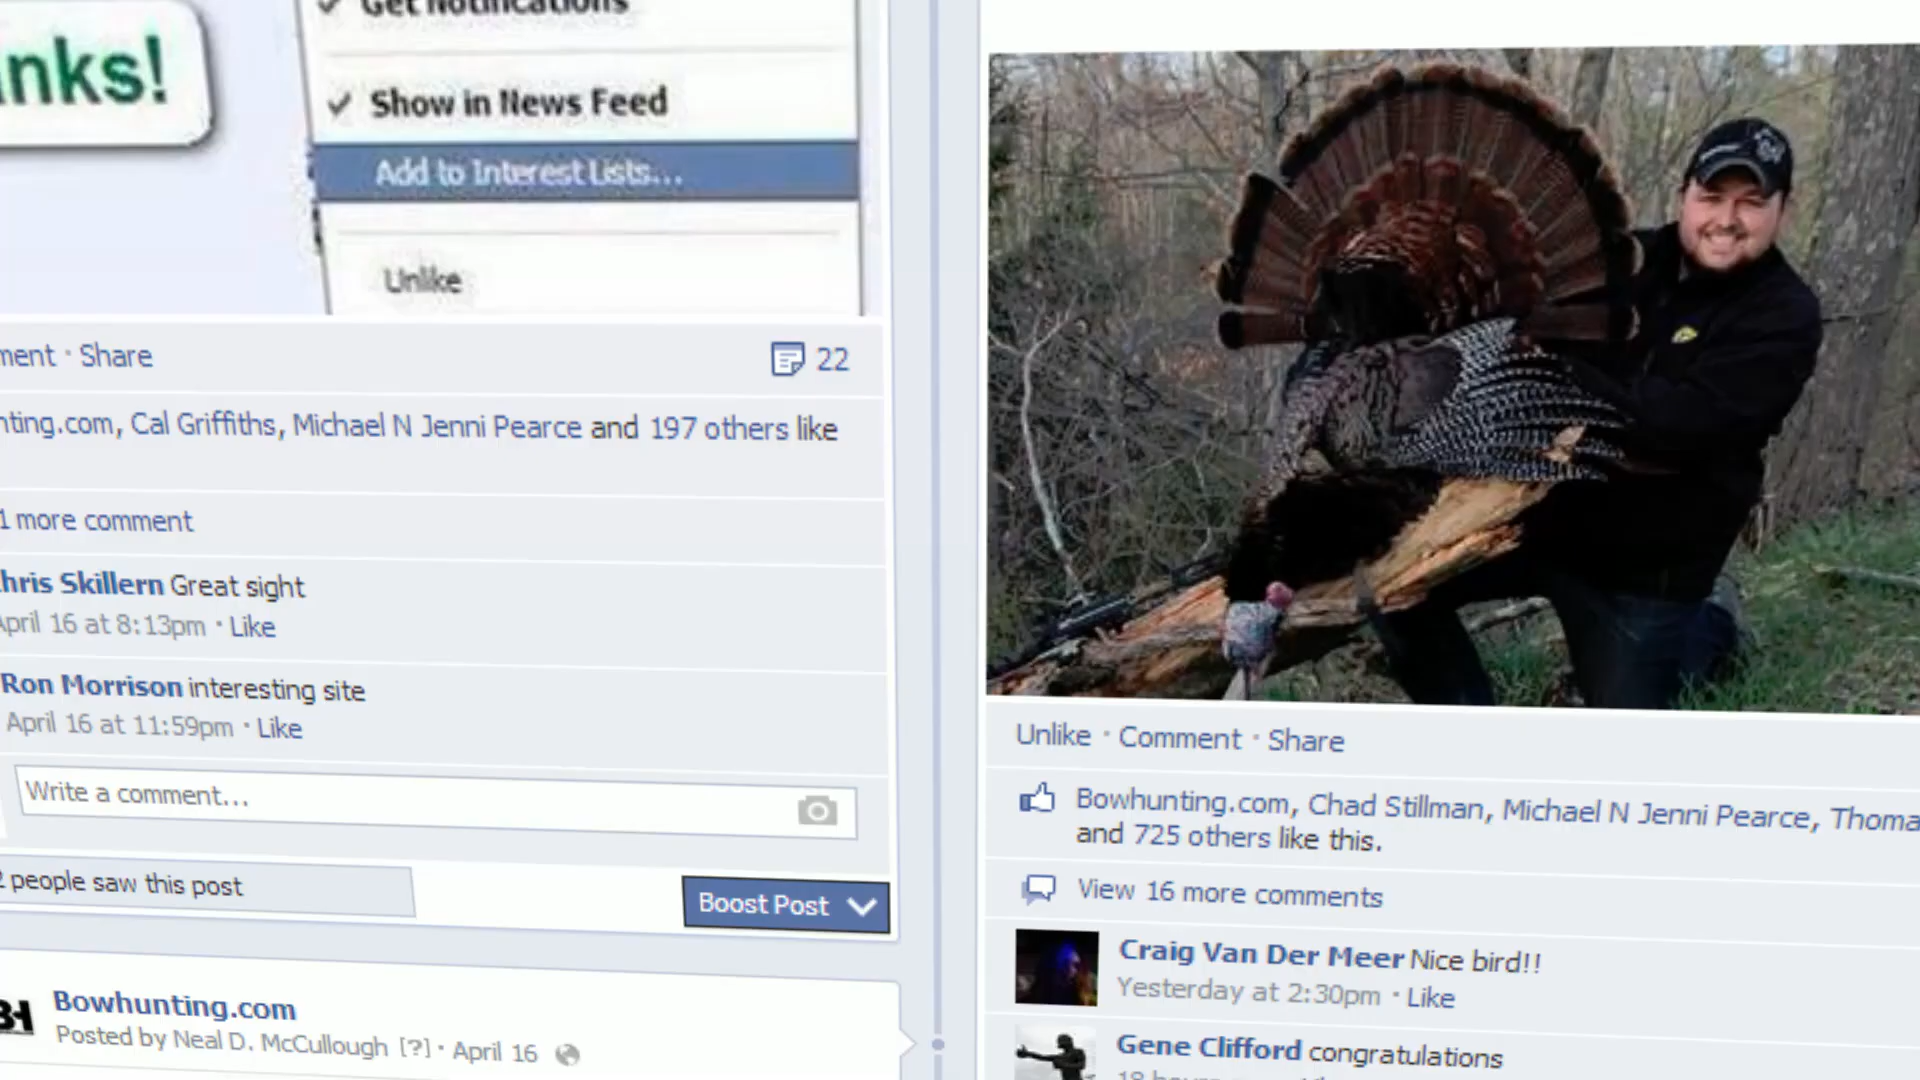 nks!
Get Notifications
Show in News Feed
Add to Interest Lists...
Unlike
ment · Share
22
nting.com, Cal Griffiths, Michael N Jenni Pearce and 197 others like
1 more comment
hris Skillern Great sight
April 16 at 8:13pm · Like
Ron Morrison interesting site
April 16 at 11:59pm · Like
Write a comment...
2 people saw this post
Boost Post
BH
Bowhunting.com
Posted by Neal D. McCullough [?] · April 16
Unlike · Comment · Share
Bowhunting.com, Chad Stillman, Michael N Jenni Pearce, Thoma
and 725 others like this.
View 16 more comments
Craig Van Der Meer Nice bird!!
Yesterday at 2:30pm · Like
Gene Clifford congratulations